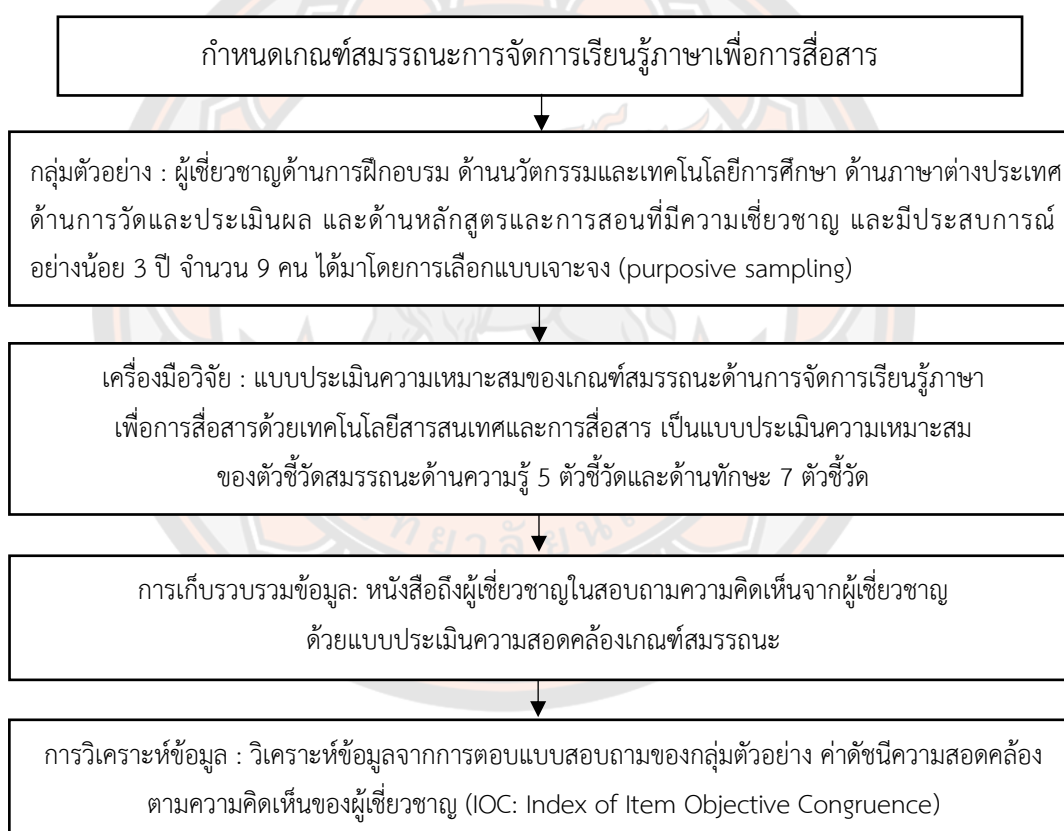 กำหนดเกณฑ์สมรรถนะการจัดการเรียนรู้ภาษาเพื่อการสื่อสาร
กลุ่มตัวอย่าง : ผู้เชี่ยวชาญด้านการฝึกอบรม ด้านนวัตกรรมและเทคโนโลยีการศึกษา ด้านภาษาต่างประเทศ
ด้านการวัดและประเมินผล และด้านหลักสูตรและการสอนที่มีความเชี่ยวชาญ และมีประสบการณ์
อย่างน้อย 3 ปี จำนวน 9 คน ได้มาโดยการเลือกแบบเจาะจง (purposive sampling)
เครื่องมือวิจัย : แบบประเมินความเหมาะสมของเกณฑ์สมรรถนะด้านการจัดการเรียนรู้ภาษา
เพื่อการสื่อสารด้วยเทคโนโลยีสารสนเทศและการสื่อสาร เป็นแบบประเมินความเหมาะสม
ของตัวชี้วัดสมรรถนะด้านความรู้ 5 ตัวชี้วัดและด้านทักษะ 7 ตัวชี้วัด
การเก็บรวบรวมข้อมูล: หนังสือถึงผู้เชี่ยวชาญในสอบถามความคิดเห็นจากผู้เชี่ยวชาญ
ด้วยแบบประเมินความสอดคล้องเกณฑ์สมรรถนะ
การวิเคราะห์ข้อมูล : วิเคราะห์ข้อมูลจากการตอบแบบสอบถามของกลุ่มตัวอย่าง ค่าดัชนีความสอดคล้อง
ตามความคิดเห็นของผู้เชี่ยวชาญ (IOC: Index of Item Objective Congruence)